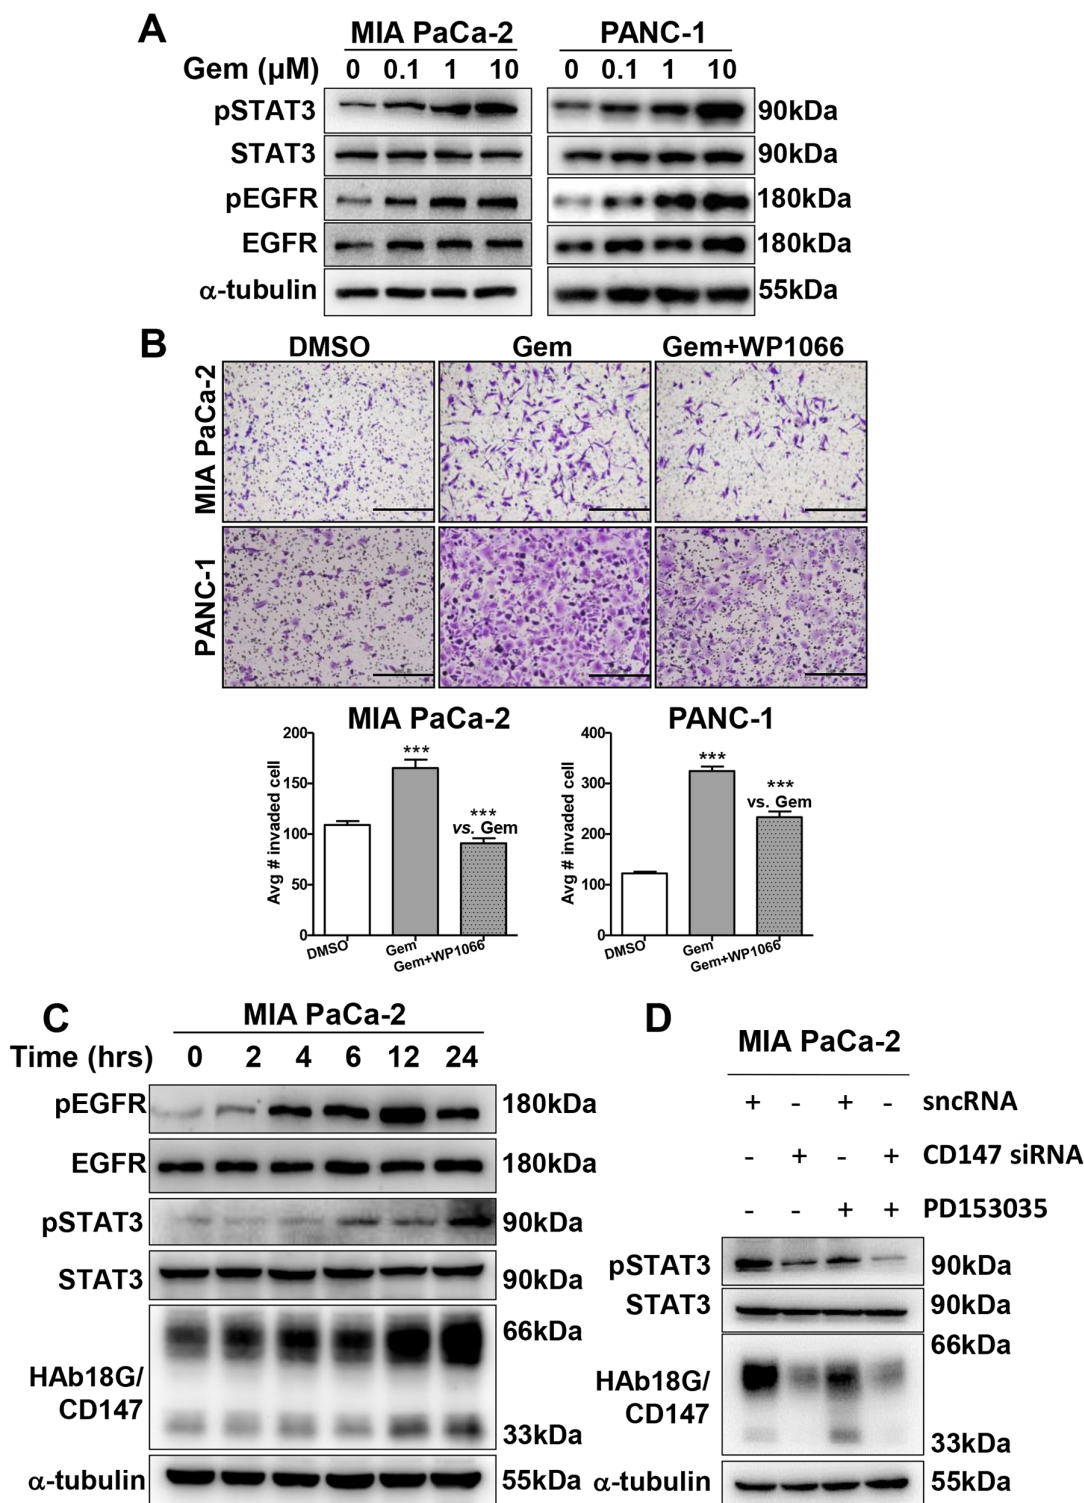 A
MIA PaCa-2 PANC-1
Gem (µM) 0 0.1 1 10 0 0.1 1 10
pSTAT3 90kDa
STAT3 90kDa
pEGFR 180kDa
EGFR 180kDa
α-tubulin 55kDa
B
DMSO Gem Gem+WP1066
MIA PaCa-2
PANC-1
MIA PaCa-2
Avg # invaded cell
200
150
100
50
0
***
***
vs. Gem
DMSO Gem Gem+WP1066
PANC-1
Avg # invaded cell
400
300
200
100
0
***
***
vs. Gem
DMSO Gem Gem+WP1066
C
MIA PaCa-2
Time (hrs) 0 2 4 6 12 24
pEGFR 180kDa
EGFR 180kDa
pSTAT3 90kDa
STAT3 90kDa
66kDa
HAb18G/
CD147
33kDa
α-tubulin 55kDa
D
MIA PaCa-2
+ - + - sncRNA
- + - + CD147 siRNA
- - + + PD153035
pSTAT3 90kDa
STAT3 90kDa
66kDa
HAb18G/
CD147
33kDa
α-tubulin 55kDa